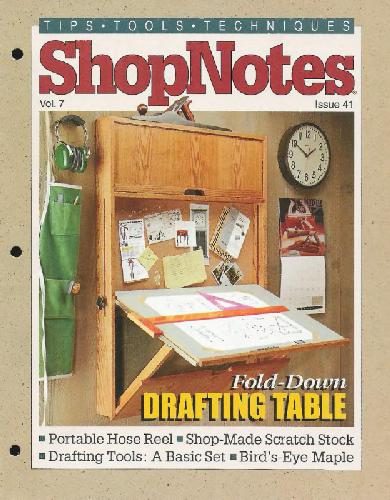 TIPS • TOOLS • TECHNIQUES
ShopNotes
Vol. 7 Issue 41
Fold-Down
DRAFTING TABLE
■ Portable Hose Reel ■ Shop-Made Scratch Stock
■ Drafting Tools: A Basic Set ■ Bird's-Eye Maple